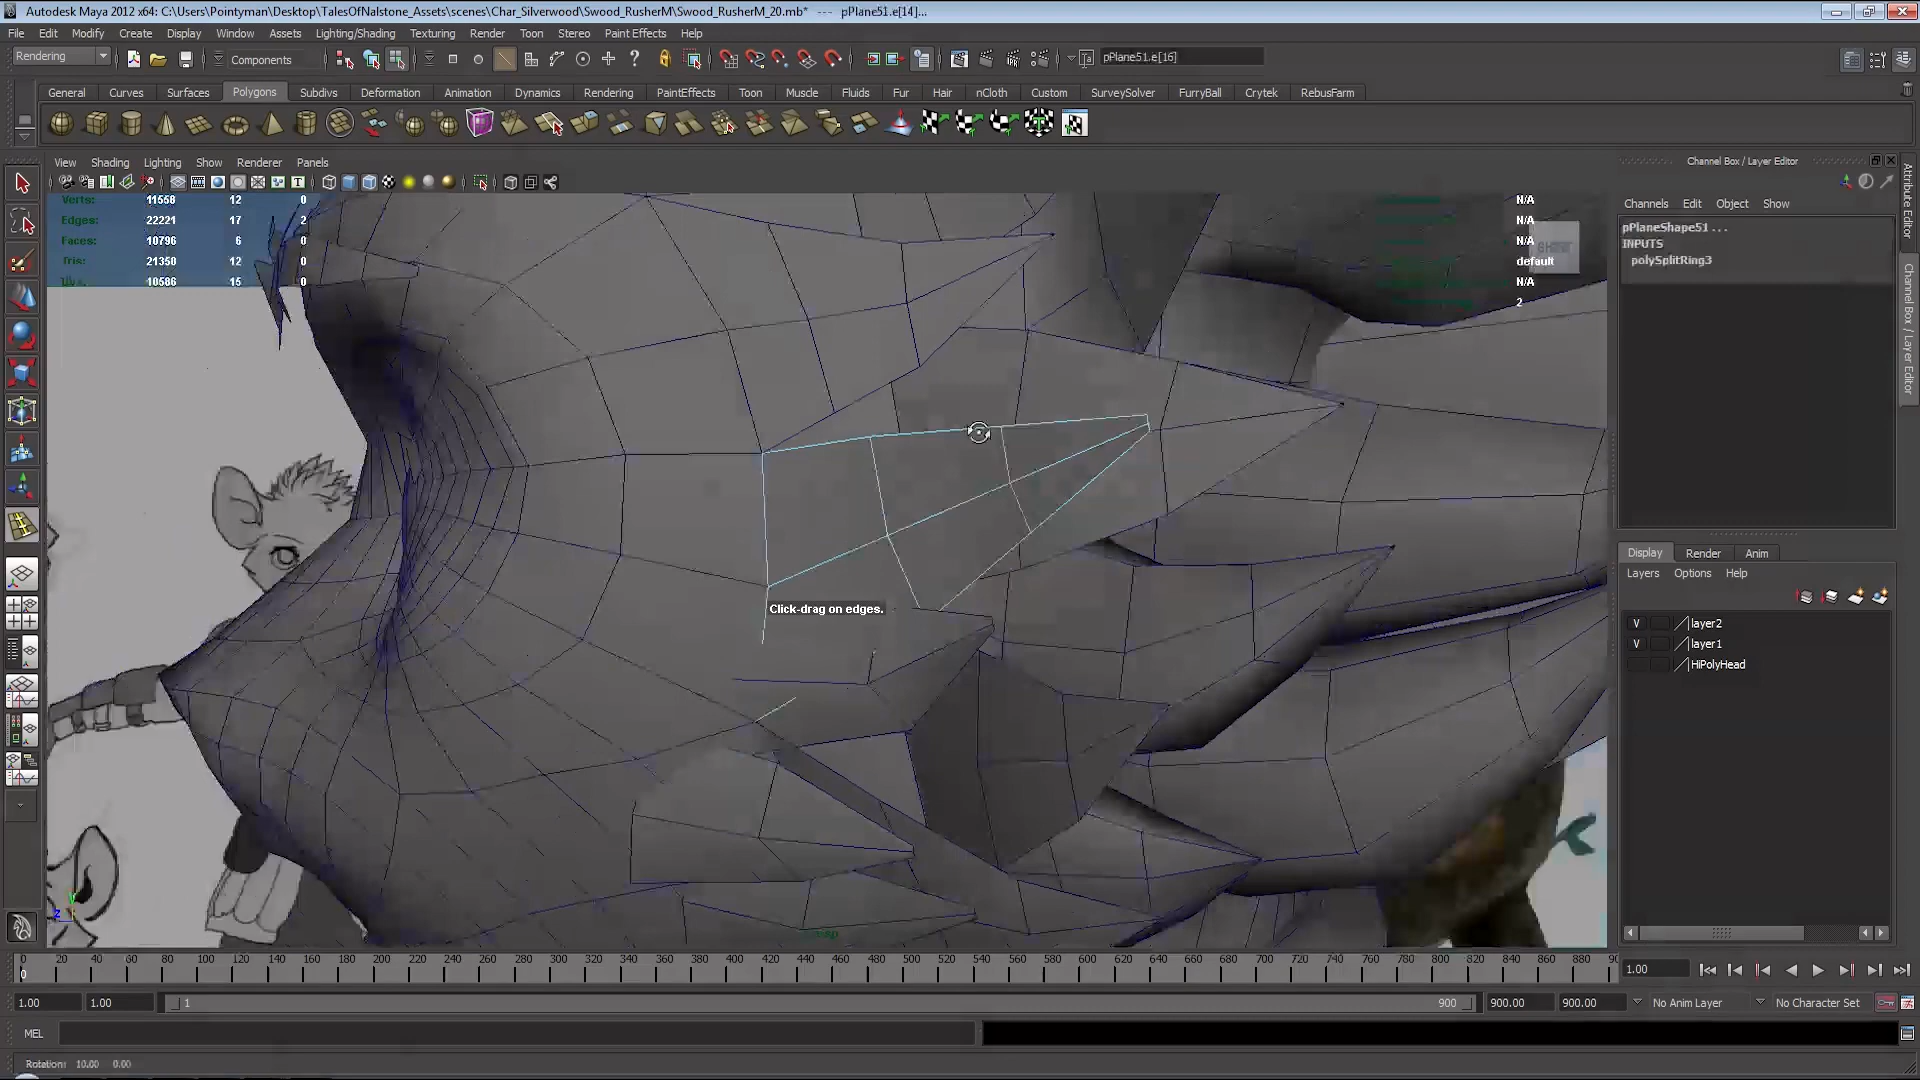 Autodesk Maya 2012 x64: C:\Users\Pointyman\Desktop\TalesOfNalstone_Assets\scenes\Char_Silverwood\Swood_RusherM\Swood_RusherM_20.mb* --- pPlane51.e[14]...
File Edit Modify Create Display Window Assets Lighting/Shading Texturing Render Toon Stereo Paint Effects Help
Rendering Components pPlane51.e[16]
General Curves Surfaces Polygons Subdivs Deformation Animation Dynamics Rendering PaintEffects Toon Muscle Fluids Fur Hair nCloth Custom SurveySolver FurryBall Crytek RebusFarm
View Shading Lighting Show Renderer Panels
Channel Box / Layer Editor
Verts: 11558 12 0 N/A
Edges: 22221 17 2 N/A
Faces: 10796 6 0 N/A
Tris: 21350 12 0 default
10586 15 0 N/A
2
Channels Edit Object Show
pPlaneShape51 ...
INPUTS
polySplitRing3
Attribute Editor
Channel Box / Layer Editor
Click-drag on edges.
Display Render Anim
Layers Options Help
V layer2
V layer1
HiPolyHead
0 20 40 60 80 100 120 140 160 180 200 220 240 260 280 300 320 340 360 380 400 420 440 460 480 500 520 540 560 580 600 620 640 660 680 700 720 740 760 780 800 820 840 860 880 90
0 1.00
1.00 1.00 1 900 900.00 900.00 No Anim Layer No Character Set
MEL
Rotation: 10.00 0.00